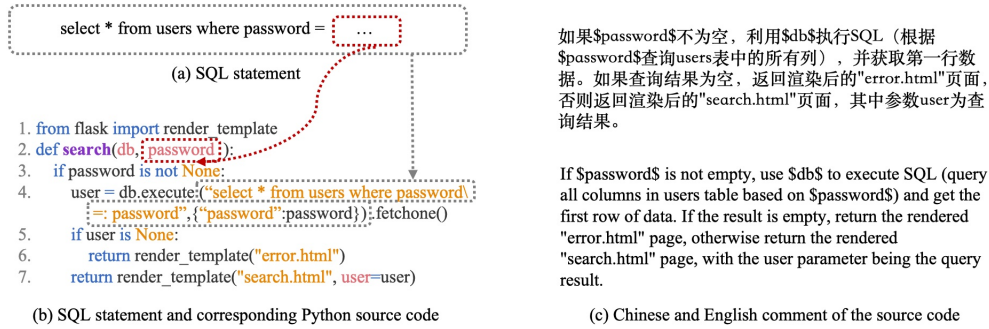 select * from users where password = ...
(a) SQL statement
1. from flask import render_template
2. def search(db, password ):
3. if password is not None:
4. user = db.execute (“select * from users where password\
=: password”,{“password”:password}) .fetchone()
5. if user is None:
6. return render_template("error.html")
7. return render_template("search.html", user=user)
(b) SQL statement and corresponding Python source code
如果$password$不为空，利用$db$执行SQL（根据
$password$查询users表中的所有列），并获取第一行数
据。如果查询结果为空，返回渲染后的"error.html"页面，
否则返回渲染后的"search.html"页面，其中参数user为查
询结果。
If $password$ is not empty, use $db$ to execute SQL (query
all columns in users table based on $password$) and get the
first row of data. If the result is empty, return the rendered
"error.html" page, otherwise return the rendered
"search.html" page, with the user parameter being the query
result.
(c) Chinese and English comment of the source code